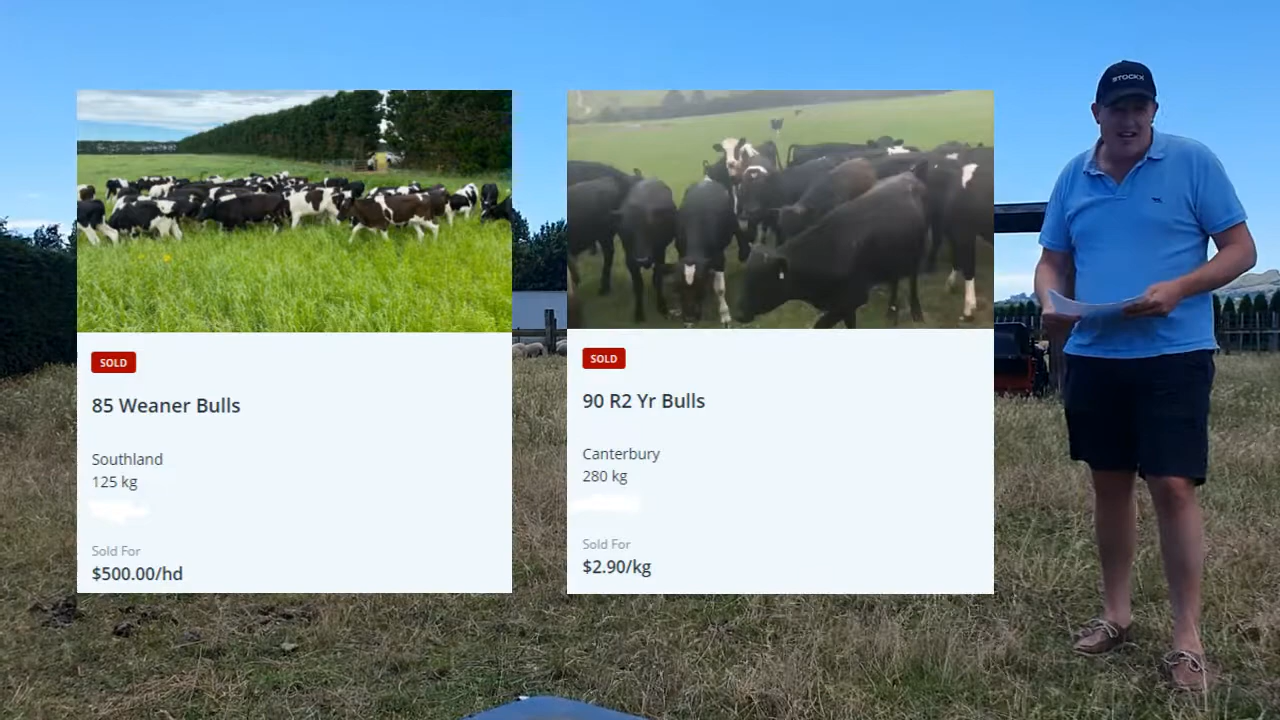 SOLD
85 Weaner Bulls
Southland
125 kg
Sold For
$500.00/hd
SOLD
90 R2 Yr Bulls
Canterbury
280 kg
Sold For
$2.90/kg
STOCKX